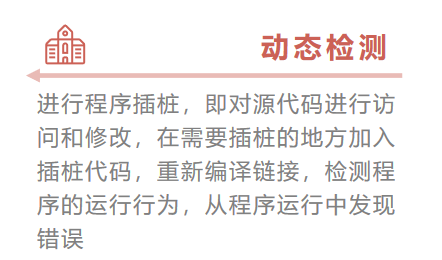 动态检测
进行程序插桩，即对源代码进行访
问和修改，在需要插桩的地方加入
插桩代码，重新编译链接，检测程
序的运行行为，从程序运行中发现
错误